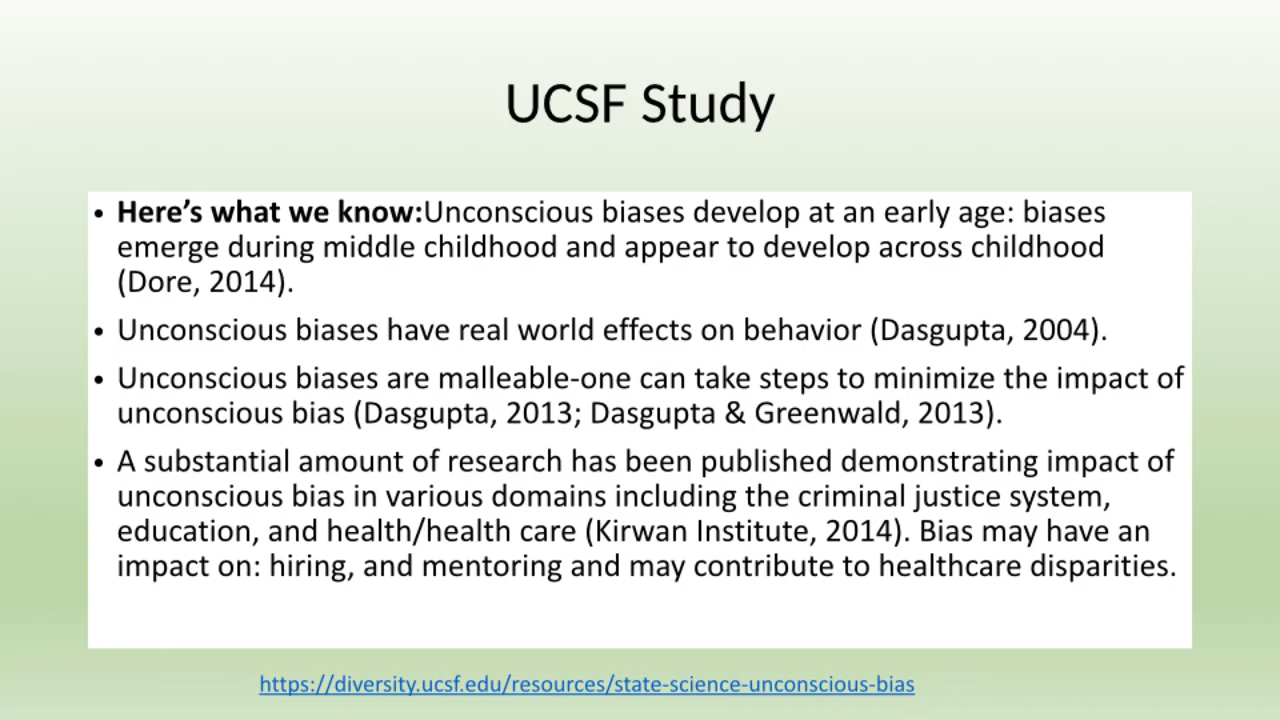 UCSF Study
• Here’s what we know:Unconscious biases develop at an early age: biases
emerge during middle childhood and appear to develop across childhood
(Dore, 2014).
• Unconscious biases have real world effects on behavior (Dasgupta, 2004).
• Unconscious biases are malleable-one can take steps to minimize the impact of
unconscious bias (Dasgupta, 2013; Dasgupta & Greenwald, 2013).
• A substantial amount of research has been published demonstrating impact of
unconscious bias in various domains including the criminal justice system,
education, and health/health care (Kirwan Institute, 2014). Bias may have an
impact on: hiring, and mentoring and may contribute to healthcare disparities.
https://diversity.ucsf.edu/resources/state-science-unconscious-bias